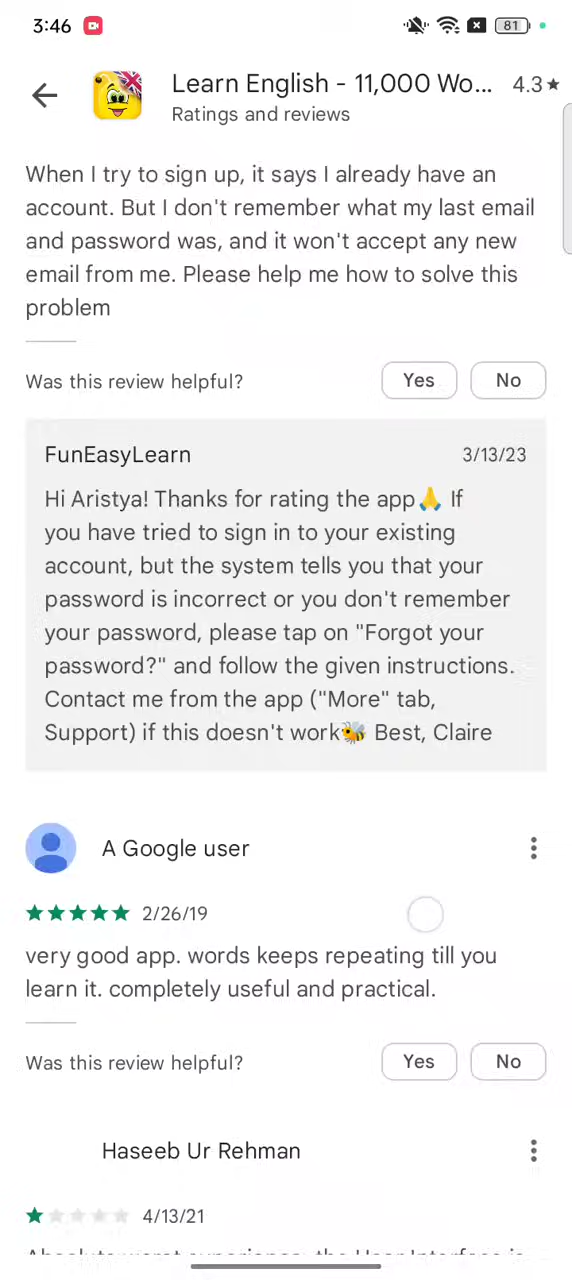 3:46
81
Learn English - 11,000 Wo... 4.3★
Ratings and reviews
When I try to sign up, it says I already have an
account. But I don't remember what my last email
and password was, and it won't accept any new
email from me. Please help me how to solve this
problem
Was this review helpful? Yes No
FunEasyLearn 3/13/23
Hi Aristya! Thanks for rating the app🙏 If
you have tried to sign in to your existing
account, but the system tells you that your
password is incorrect or you don't remember
your password, please tap on "Forgot your
password?" and follow the given instructions.
Contact me from the app ("More" tab,
Support) if this doesn't work🐝 Best, Claire
A Google user
2/26/19
very good app. words keeps repeating till you
learn it. completely useful and practical.
Was this review helpful? Yes No
Haseeb Ur Rehman
4/13/21